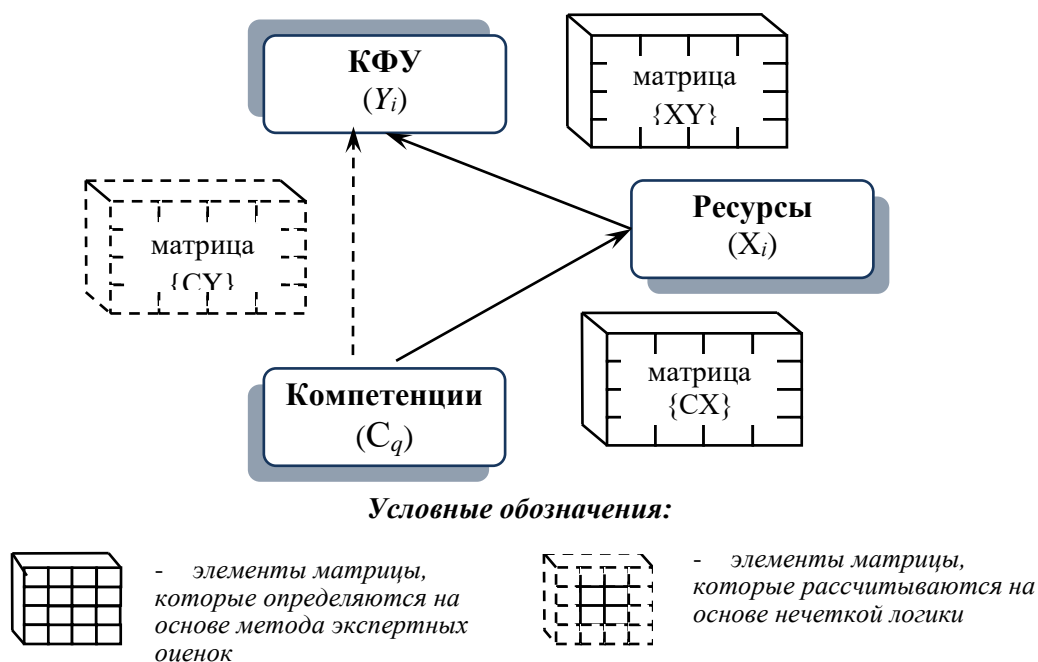 КФУ
(Yi)
матрица
{XY}
Ресурсы
(Xi)
матрица
{CY}
матрица
{CX}
Компетенции
(Cq)
Условные обозначения:
- элементы матрицы,
которые определяются на
основе метода экспертных
оценок
- элементы матрицы,
которые рассчитываются на
основе нечеткой логики